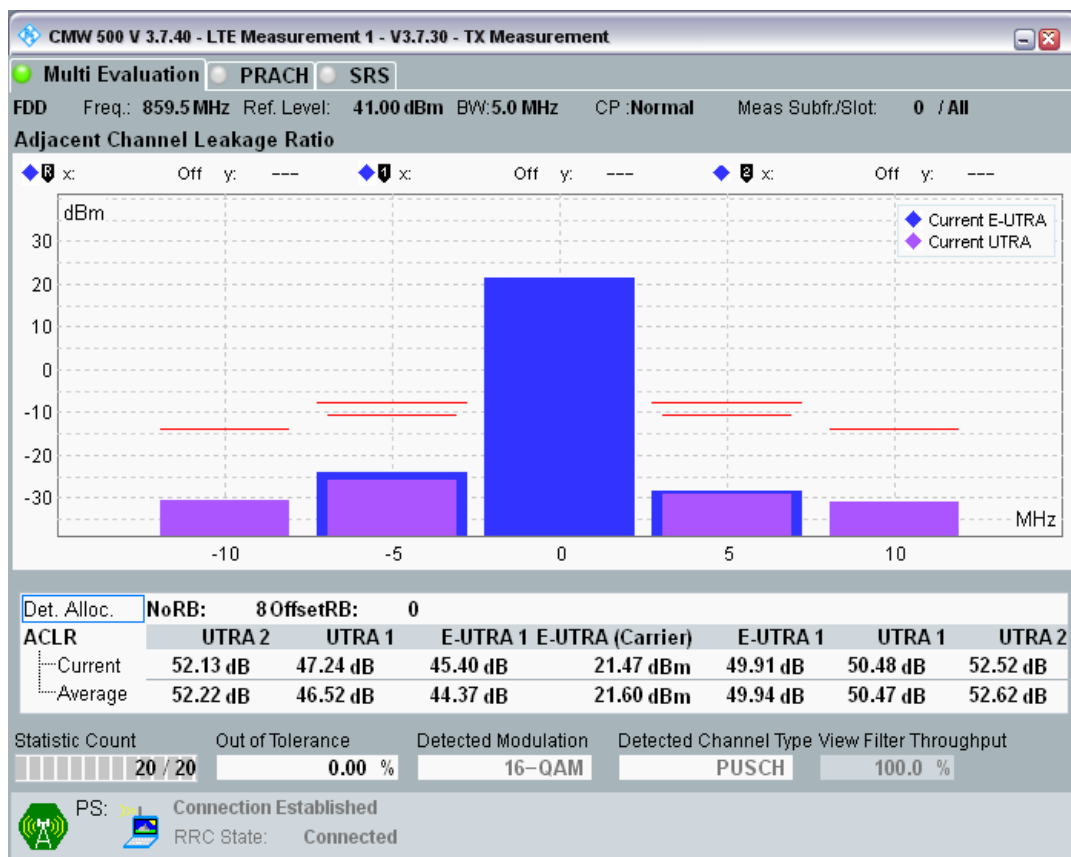 CMW 500 V 3.7.40 - LTE Measurement 1 - V3.7.30 - TX Measurement
Multi Evaluation PRACH SRS
FDD Freq.: 859.5 MHz Ref. Level: 41.00 dBm BW:5.0 MHz CP :Normal Meas Subfr./Slot: 0 / All
Adjacent Channel Leakage Ratio
R x: Off y: --- 1 x: Off y: --- 2 x: Off y: ---
dBm
Current E-UTRA
Current UTRA
30
20
10
0
-10
-20
-30
MHz
-10 -5 0 5 10
Det. Alloc. NoRB: 8 OffsetRB: 0
ACLR UTRA 2 UTRA 1 E-UTRA 1 E-UTRA (Carrier) E-UTRA 1 UTRA 1 UTRA 2
Current 52.13 dB 47.24 dB 45.40 dB 21.47 dBm 49.91 dB 50.48 dB 52.52 dB
Average 52.22 dB 46.52 dB 44.37 dB 21.60 dBm 49.94 dB 50.47 dB 52.62 dB
Statistic Count Out of Tolerance Detected Modulation Detected Channel Type View Filter Throughput
20 / 20 0.00 % 16-QAM PUSCH 100.0 %
PS: Connection Established
RRC State: Connected